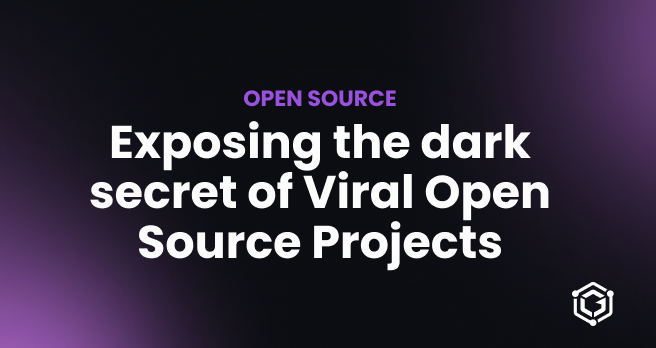 OPEN SOURCE
Exposing the dark
secret of Viral Open
Source Projects